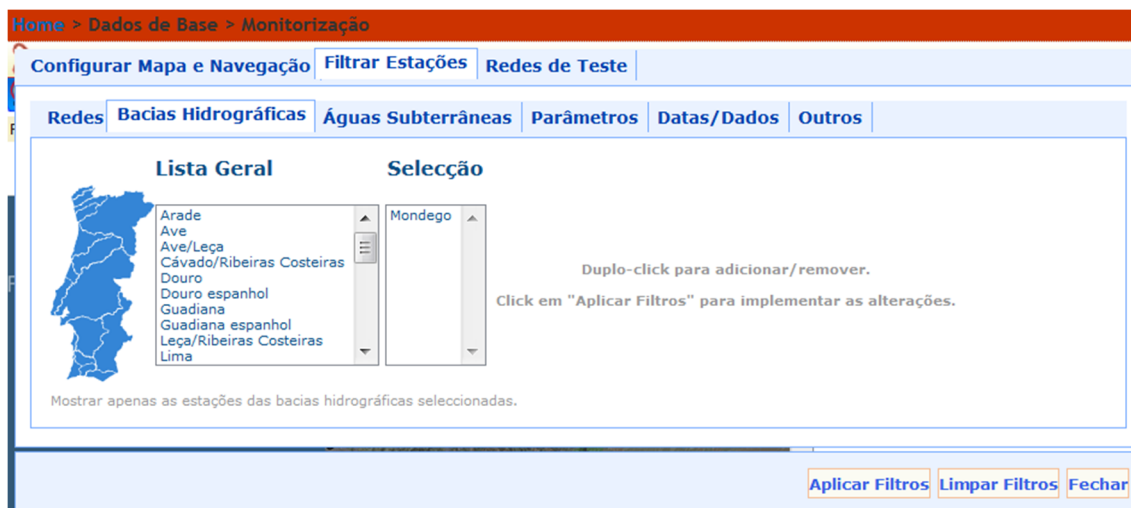 Home > Dados de Base > Monitorização
Configurar Mapa e Navegação Filtrar Estações Redes de Teste
Redes Bacias Hidrográficas Águas Subterrâneas Parâmetros Datas/Dados Outros
Lista Geral Selecção
Arade Mondego
Ave
Ave/Leça
Cávado/Ribeiras Costeiras
Douro
Douro espanhol
Guadiana
Guadiana espanhol
Leça/Ribeiras Costeiras
Lima
Duplo-click para adicionar/remover.
Click em "Aplicar Filtros" para implementar as alterações.
Mostrar apenas as estações das bacias hidrográficas seleccionadas.
Aplicar Filtros Limpar Filtros Fechar